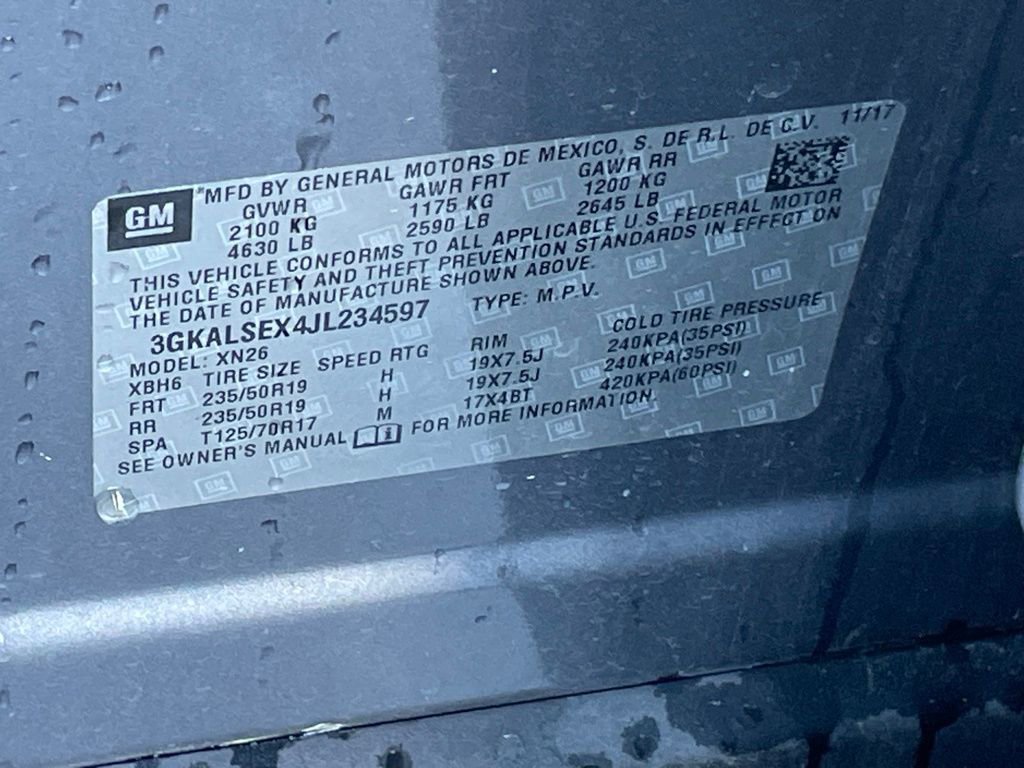 GM
MFD BY GENERAL MOTORS DE MEXICO, S. DE R.L. DE C.V. 11/17
GVWR GAWR FRT GAWR RR
2100 KG 1175 KG 1200 KG
4630 LB 2590 LB 2645 LB
THIS VEHICLE CONFORMS TO ALL APPLICABLE U.S. FEDERAL MOTOR
VEHICLE SAFETY AND THEFT PREVENTION STANDARDS IN EFFECT ON
THE DATE OF MANUFACTURE SHOWN ABOVE.
3GKALSEX4JL234597 TYPE: M.P.V.
MODEL: XN26
XBH6 TIRE SIZE SPEED RTG RIM COLD TIRE PRESSURE
FRT 235/50R19 H 19X7.5J 240KPA(35PSI)
RR 235/50R19 H 19X7.5J 240KPA(35PSI)
SPA T125/70R17 M 17X4BT 420KPA(60PSI)
SEE OWNER'S MANUAL FOR MORE INFORMATION.